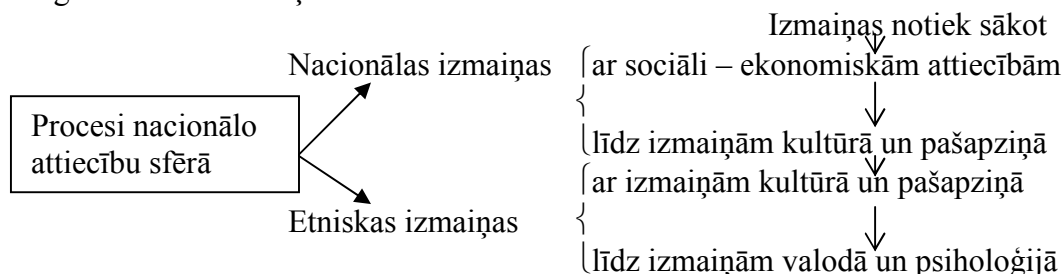 Izmaiņas notiek sākot
Nacionālas izmaiņas
ar sociāli – ekonomiskām attiecībām
Procesi nacionālo
attiecību sfērā
līdz izmaiņām kultūrā un pašapziņā
ar izmaiņām kultūrā un pašapziņā
Etniskas izmaiņas
līdz izmaiņām valodā un psiholoģijā